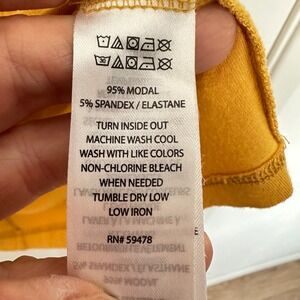 95% MODAL
5% SPANDEX / ELASTANE
TURN INSIDE OUT
MACHINE WASH COOL
WASH WITH LIKE COLORS
NON-CHLORINE BLEACH
WHEN NEEDED
TUMBLE DRY LOW
LOW IRON
RN# 59478